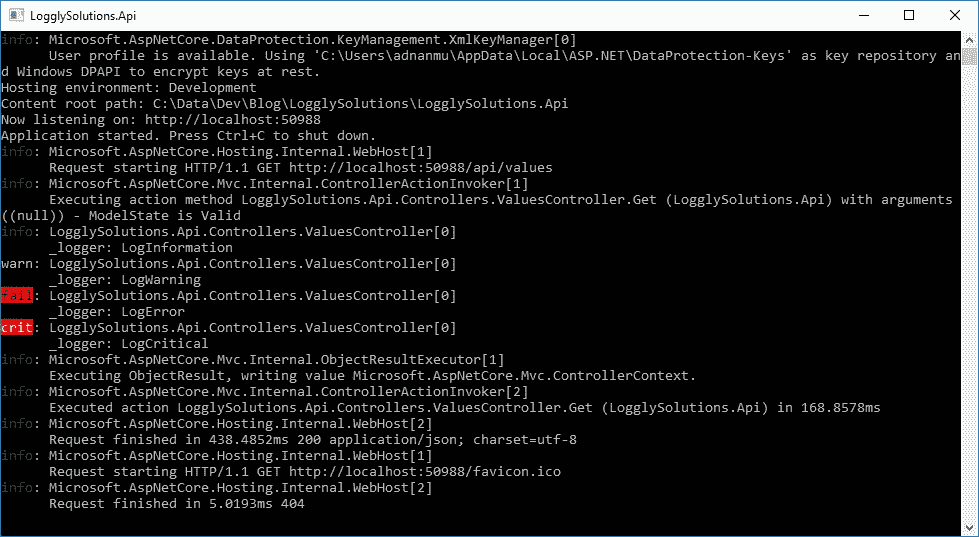 LogglySolutions.Api
info: Microsoft.AspNetCore.DataProtection.KeyManagement.XmlKeyManager[0]
      User profile is available. Using 'C:\Users\adnanmu\AppData\Local\ASP.NET\DataProtection-Keys' as key repository an
d Windows DPAPI to encrypt keys at rest.
Hosting environment: Development
Content root path: C:\Data\Dev\Blog\LogglySolutions\LogglySolutions.Api
Now listening on: http://localhost:50988
Application started. Press Ctrl+C to shut down.
info: Microsoft.AspNetCore.Hosting.Internal.WebHost[1]
      Request starting HTTP/1.1 GET http://localhost:50988/api/values
info: Microsoft.AspNetCore.Mvc.Internal.ControllerActionInvoker[1]
      Executing action method LogglySolutions.Api.Controllers.ValuesController.Get (LogglySolutions.Api) with arguments
((null)) - ModelState is Valid
info: LogglySolutions.Api.Controllers.ValuesController[0]
      _logger: LogInformation
warn: LogglySolutions.Api.Controllers.ValuesController[0]
      _logger: LogWarning
fail: LogglySolutions.Api.Controllers.ValuesController[0]
      _logger: LogError
crit: LogglySolutions.Api.Controllers.ValuesController[0]
      _logger: LogCritical
info: Microsoft.AspNetCore.Mvc.Internal.ObjectResultExecutor[1]
      Executing ObjectResult, writing value Microsoft.AspNetCore.Mvc.ControllerContext.
info: Microsoft.AspNetCore.Mvc.Internal.ControllerActionInvoker[2]
      Executed action LogglySolutions.Api.Controllers.ValuesController.Get (LogglySolutions.Api) in 168.8578ms
info: Microsoft.AspNetCore.Hosting.Internal.WebHost[2]
      Request finished in 438.4852ms 200 application/json; charset=utf-8
info: Microsoft.AspNetCore.Hosting.Internal.WebHost[1]
      Request starting HTTP/1.1 GET http://localhost:50988/favicon.ico
info: Microsoft.AspNetCore.Hosting.Internal.WebHost[2]
      Request finished in 5.0193ms 404